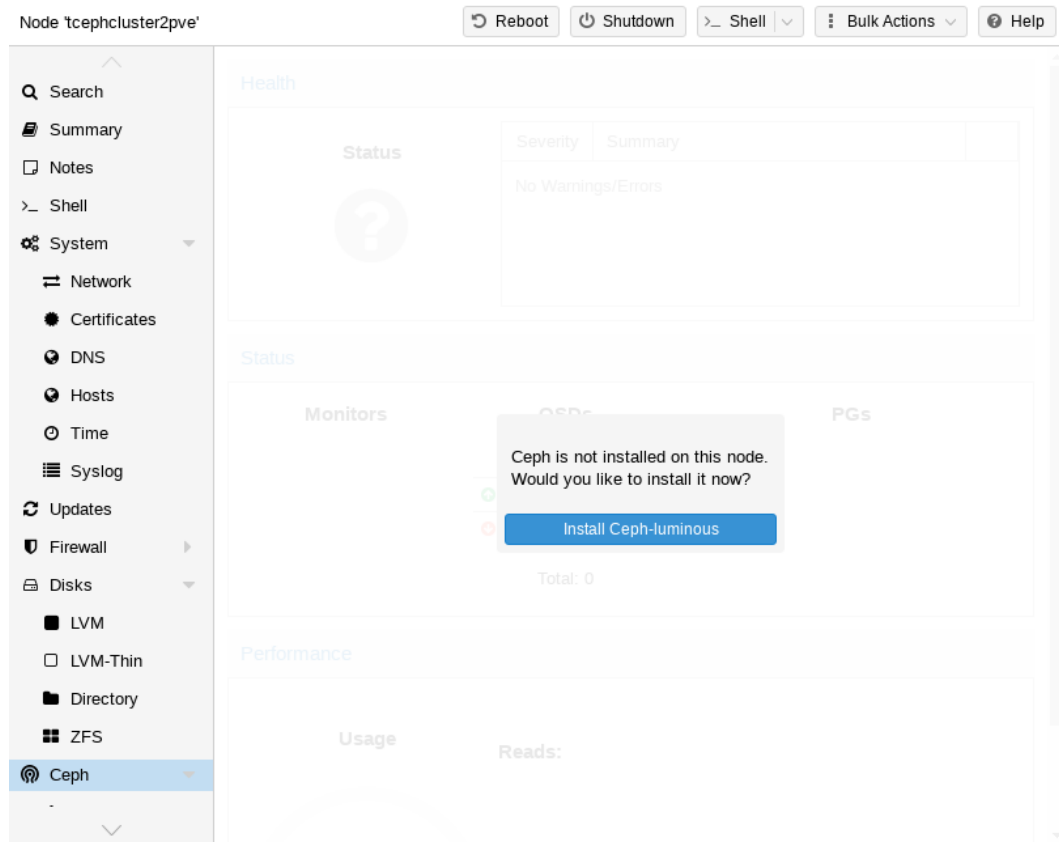 Node 'tcephcluster2pve'
Reboot
Shutdown
>_ Shell
Bulk Actions
Help
Search
Summary
Notes
>_ Shell
System
Network
Certificates
DNS
Hosts
Time
Syslog
Updates
Firewall
Disks
LVM
LVM-Thin
Directory
ZFS
Ceph
Health
Status
Severity Summary
No Warnings/Errors
Status
Monitors
OSDs
PGs
Ceph is not installed on this node.
Would you like to install it now?
Install Ceph-luminous
Total: 0
Performance
Usage
Reads: